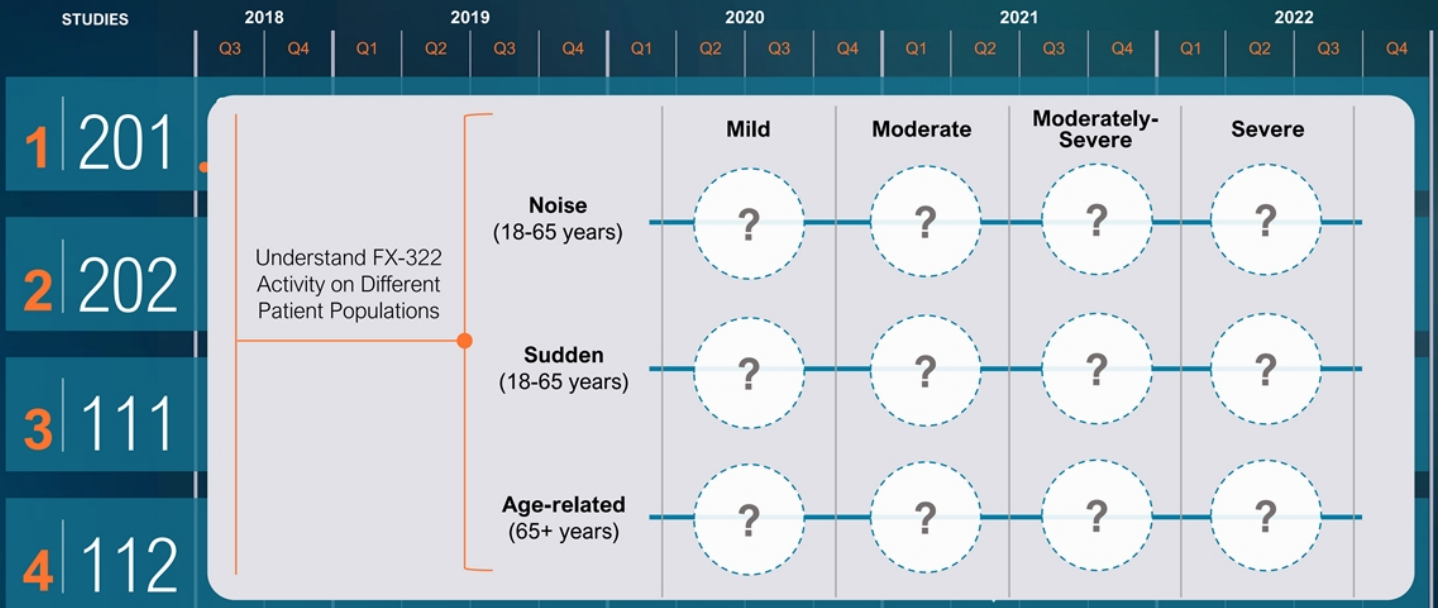 STUDIES 2018 2019 2020 2021 2022
Q3 Q4 Q1 Q2 Q3 Q4 Q1 Q2 Q3 Q4 Q1 Q2 Q3 Q4 Q1 Q2 Q3 Q4
1 201
2 202
3 111
4 112
Understand FX-322
Activity on Different
Patient Populations
Mild Moderate Moderately-
Severe Severe
Noise
(18-65 years)
? ? ? ?
Sudden
(18-65 years)
? ? ? ?
Age-related
(65+ years)
? ? ? ?